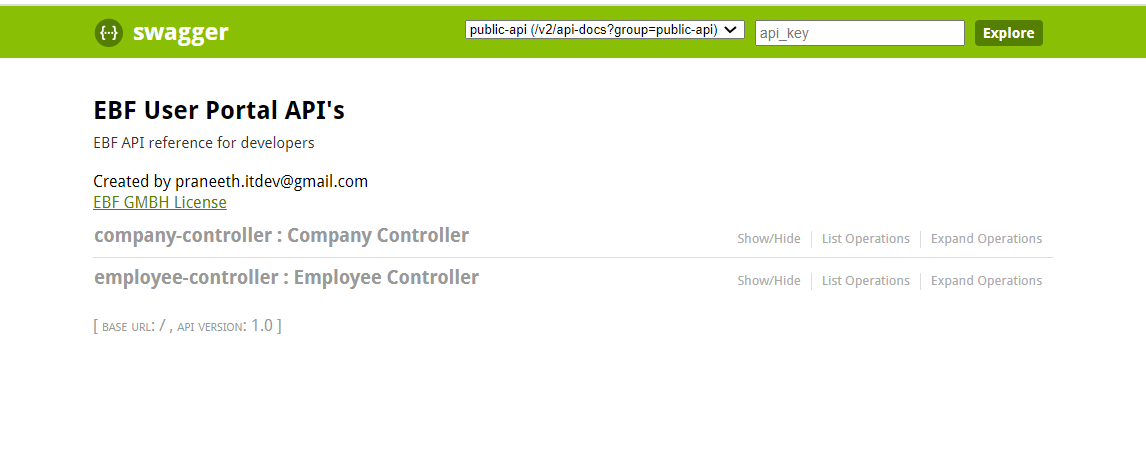 {··} swagger public-api (/v2/api-docs?group=public-api) api_key Explore
EBF User Portal API's
EBF API reference for developers
Created by praneeth.itdev@gmail.com
EBF GMBH License
company-controller : Company Controller Show/Hide List Operations Expand Operations
employee-controller : Employee Controller Show/Hide List Operations Expand Operations
[ BASE URL: / , API VERSION: 1.0 ]